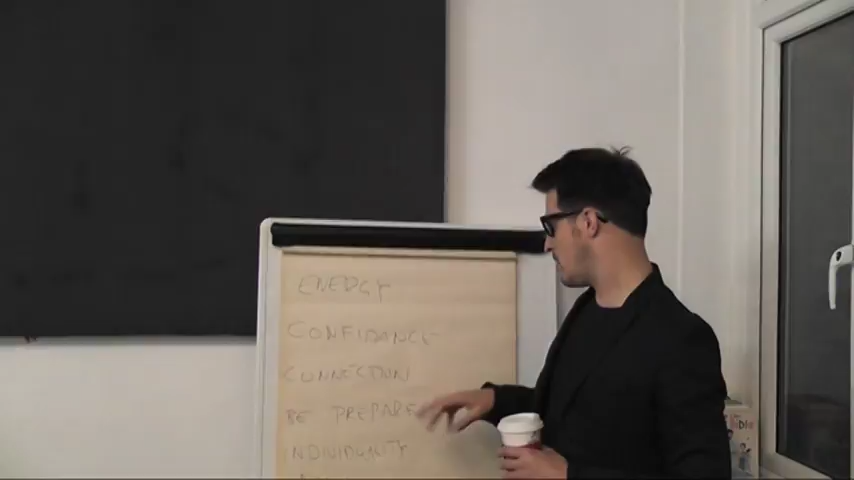 ENERGY
CONFIDANCE
CONNECTION
BE PREPARE
INDIVIDUALITY